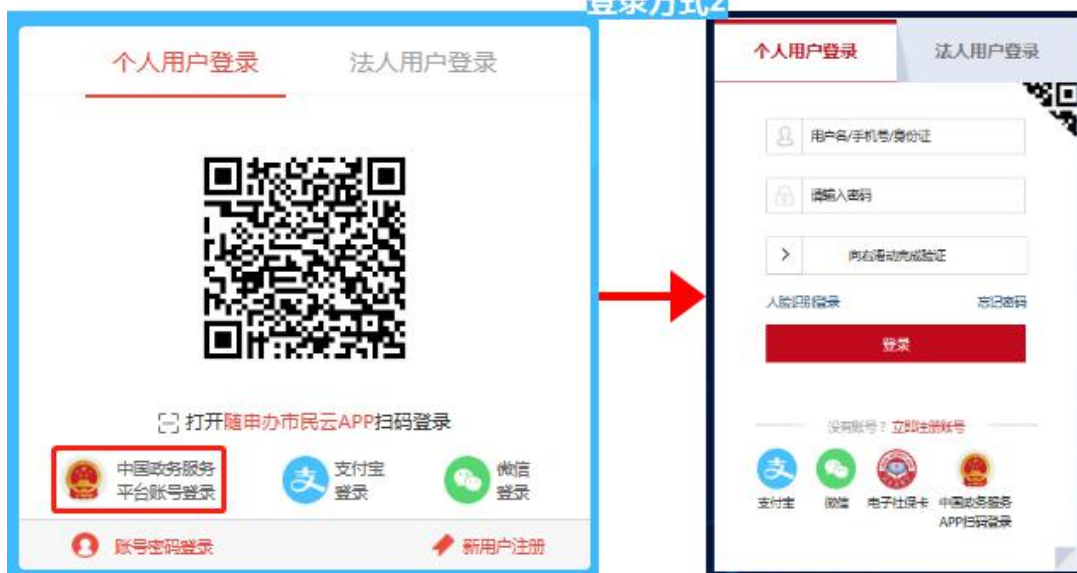 登录方式2
个人用户登录
法人用户登录
打开随申办市民云APP扫码登录
中国政务服务
平台账号登录
支付宝
登录
微信
登录
账号密码登录
新用户注册
个人用户登录
法人用户登录
用户名/手机号/身份证
请输入密码
向右滑动完成验证
人脸识别登录
忘记密码
登录
没有账号？立即注册账号
支付宝
微信
电子社保卡
中国政务服务
APP扫码登录